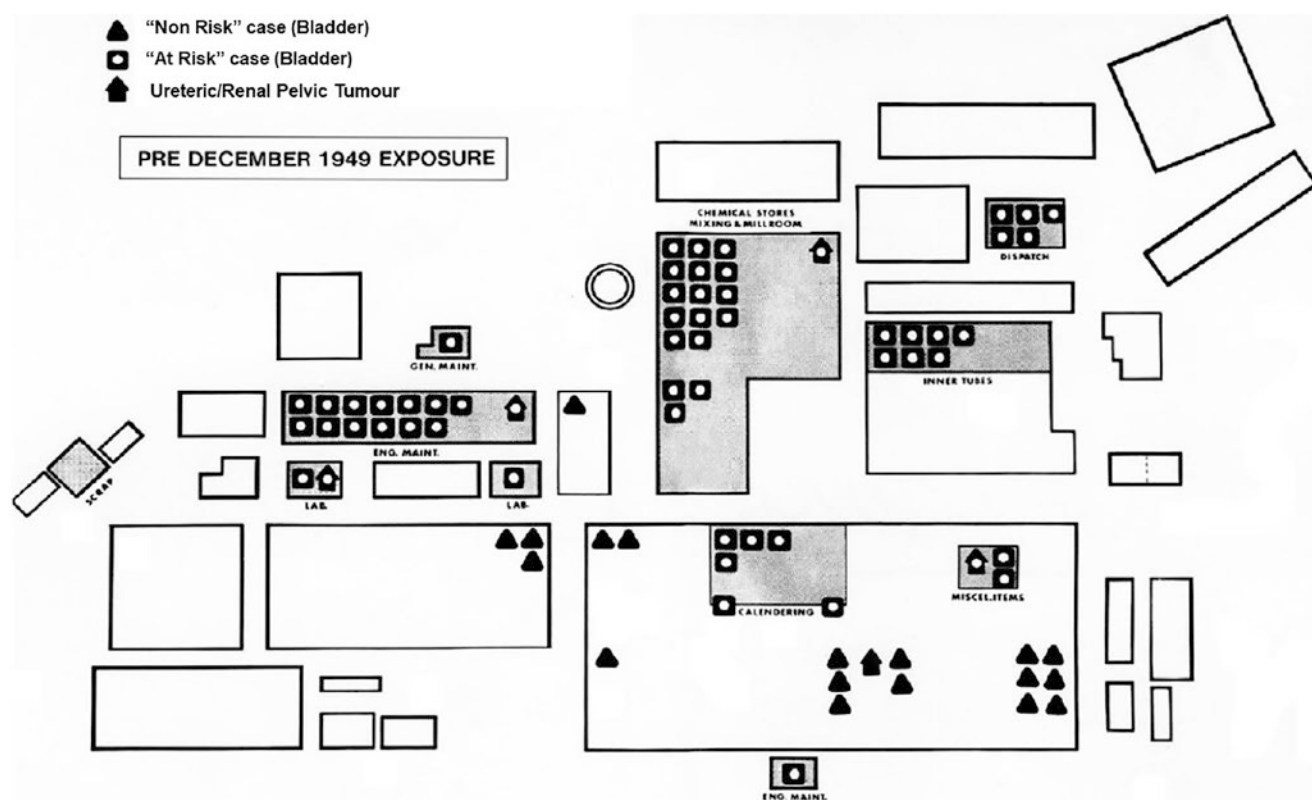 “Non Risk” case (Bladder)
“At Risk” case (Bladder)
Ureteric/Renal Pelvic Tumour
PRE DECEMBER 1949 EXPOSURE
CHEMICAL STORES
MIXING & MILLROOM
DISPATCH
GEN. MAINT.
INNER TUBES
ENG. MAINT.
SCRAP
LAB.
LAB.
MISCEL. ITEMS
CALENDERING
ENG. MAINT.